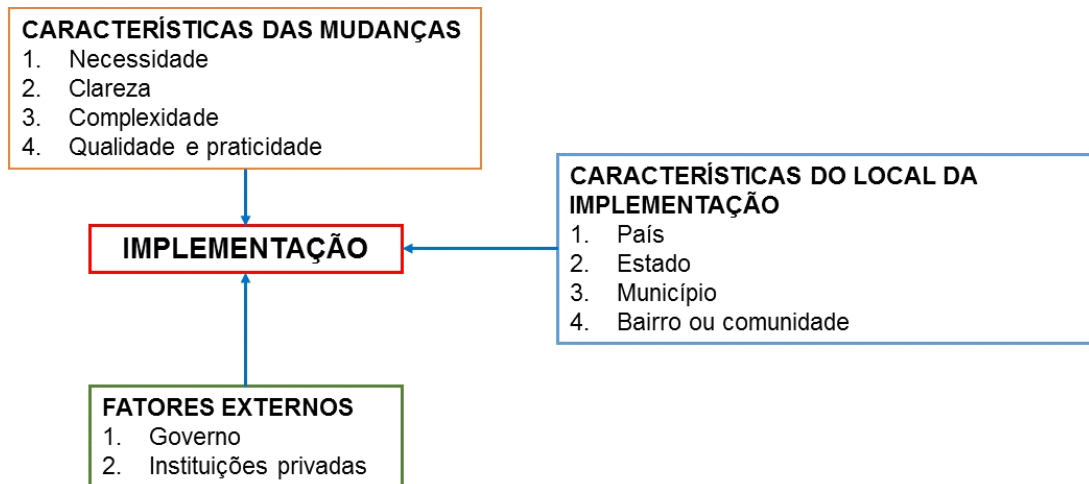 CARACTERÍSTICAS DAS MUDANÇAS
1. Necessidade
2. Clareza
3. Complexidade
4. Qualidade e praticidade
CARACTERÍSTICAS DO LOCAL DA
IMPLEMENTAÇÃO
1. País
2. Estado
3. Município
4. Bairro ou comunidade
IMPLEMENTAÇÃO
FATORES EXTERNOS
1. Governo
2. Instituições privadas